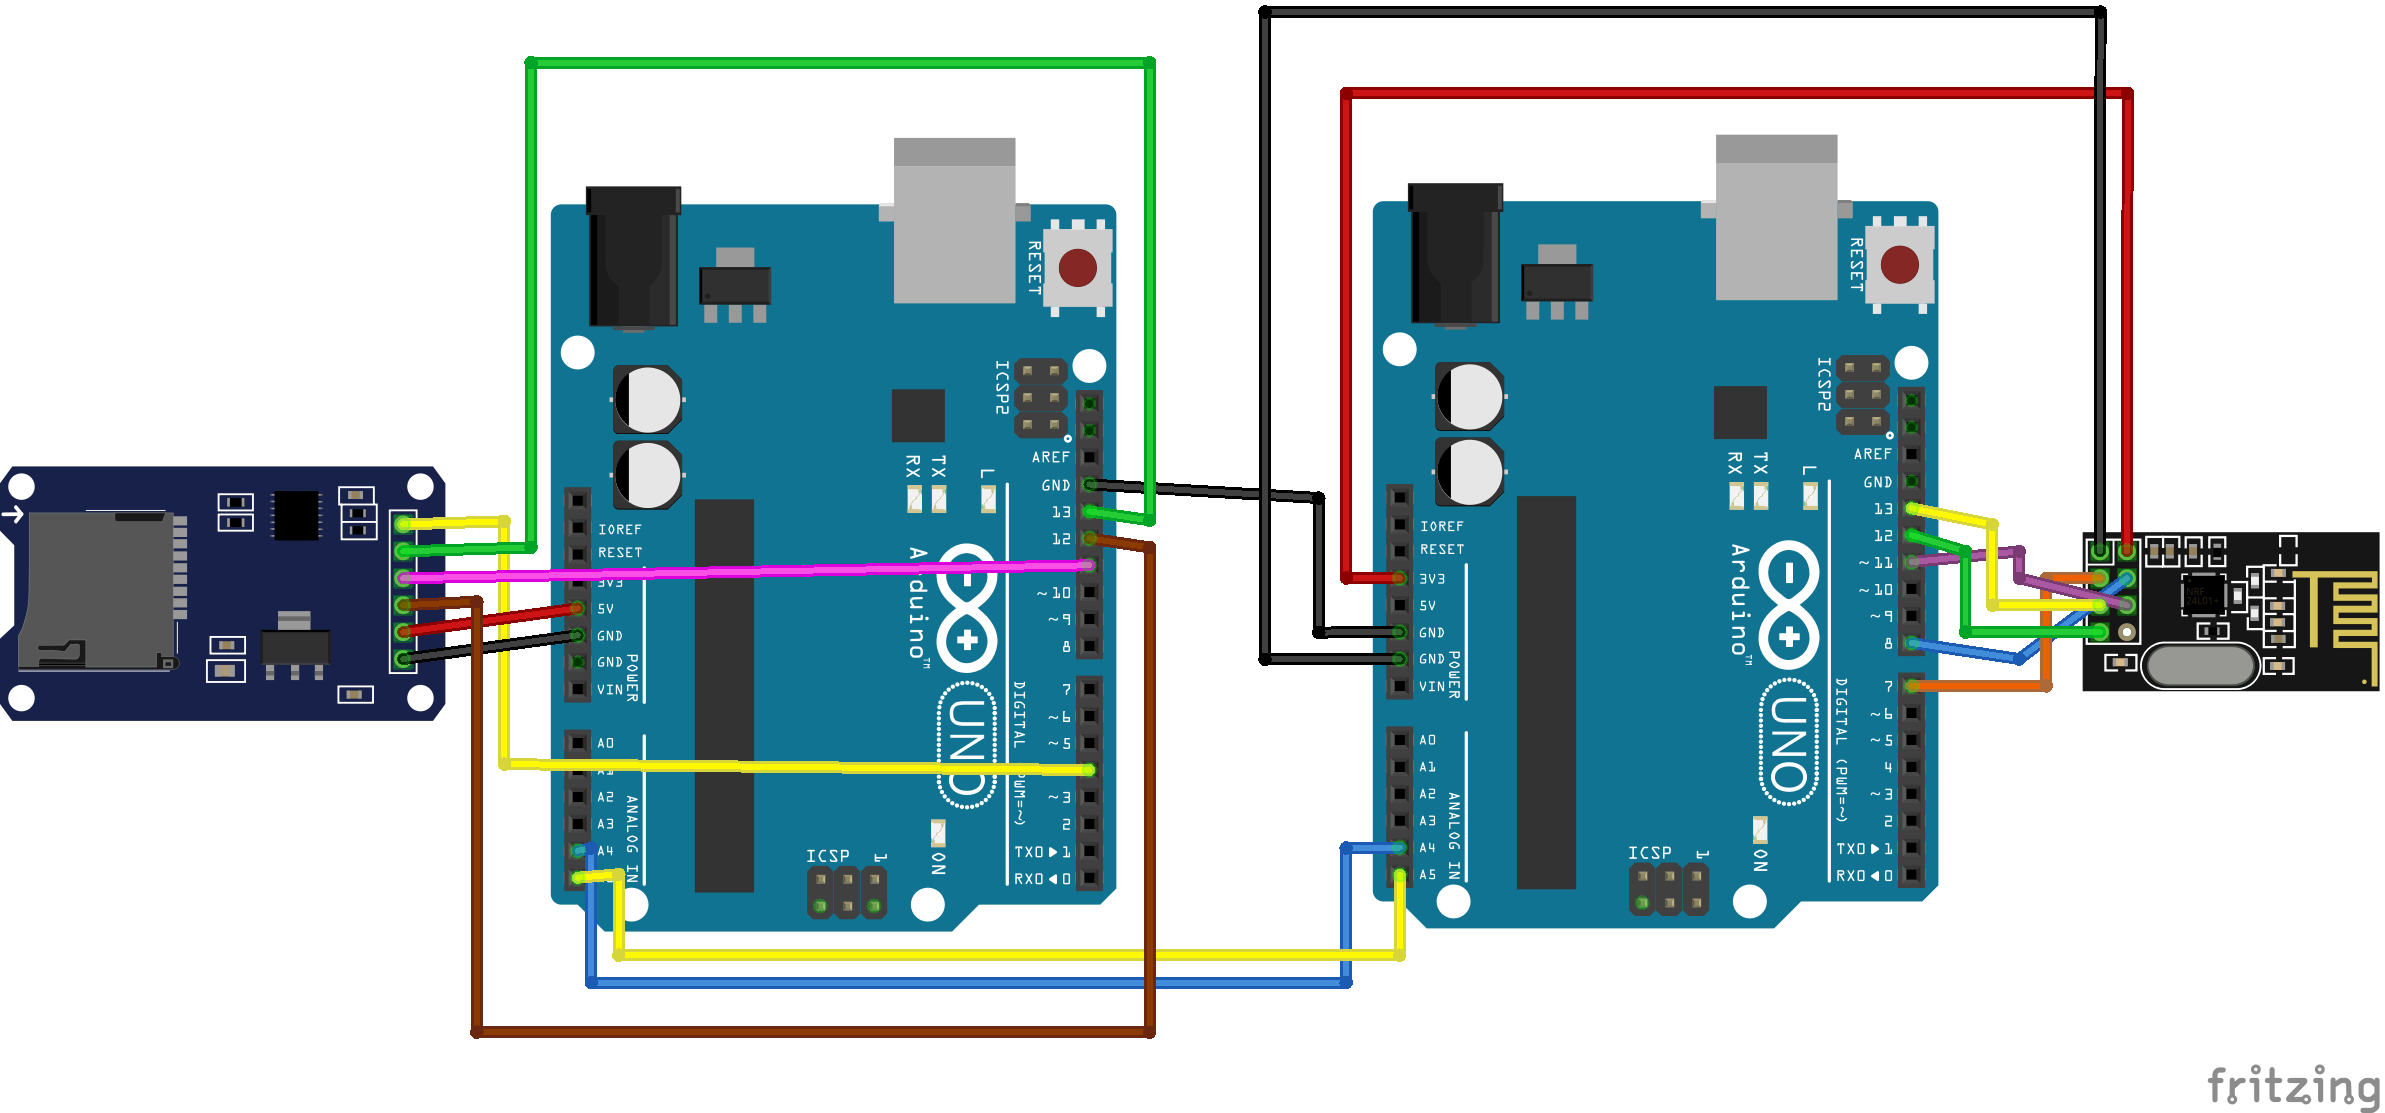 RESET
ICSP2
AREF
GND
13
12
IOREF
RESET
3V3
5V
GND
GND
VIN
POWER
RX
TX
L
Arduino™
~10
~9
8
UNO
DIGITAL (PWM=~)
7
~6
~5
~3
2
TX0▶1
RX0◀0
A0
A1
A2
A3
A4
ANALOG IN
ICSP
1
ON
RESET
ICSP2
AREF
GND
13
12
~11
~10
~9
8
IOREF
RESET
3V3
5V
GND
GND
VIN
POWER
RX
TX
L
Arduino™
UNO
DIGITAL (PWM=~)
7
~6
~5
4
~3
2
TX0▶1
RX0◀0
A0
A1
A2
A3
A4
A5
ANALOG IN
ICSP
1
ON
NRF
24L01+
fritzing